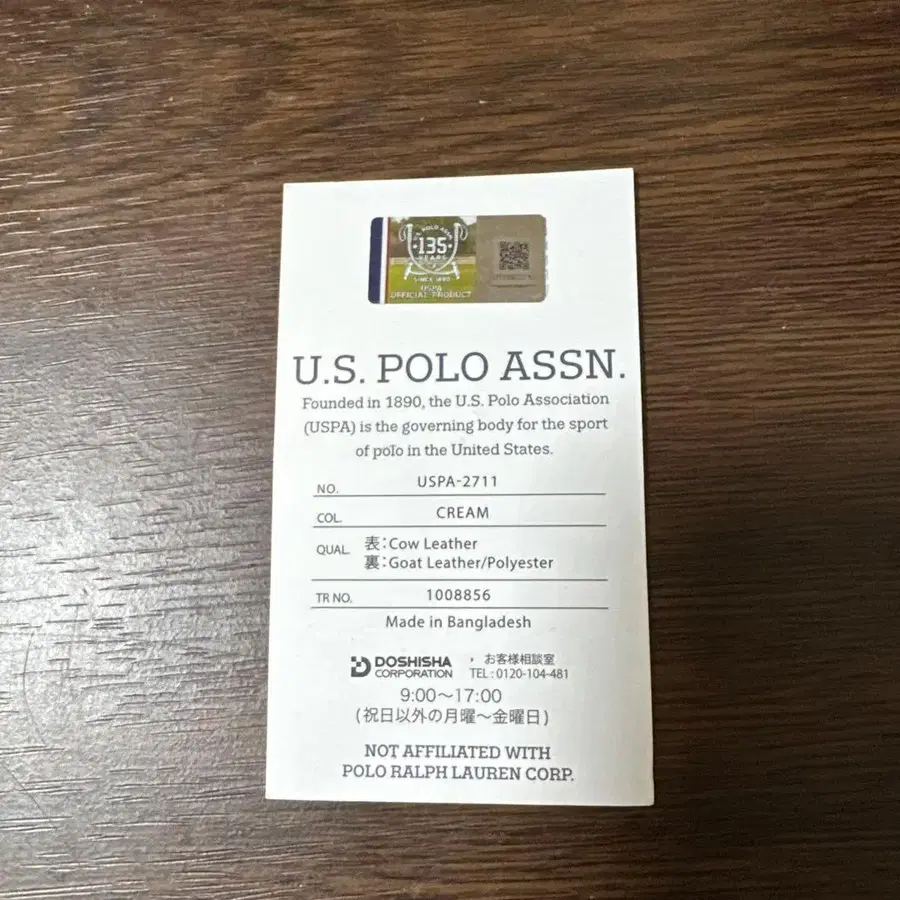 U.S. POLO ASSN
135
YEARS
SINCE 1890
USPA
OFFICIAL PRODUCT
U.S. POLO ASSN.
Founded in 1890, the U.S. Polo Association
(USPA) is the governing body for the sport
of polo in the United States.
NO. USPA-2711
COL. CREAM
QUAL. 表:Cow Leather
裏:Goat Leather/Polyester
TR NO. 1008856
Made in Bangladesh
DOSHISHA お客様相談室
CORPORATION TEL:0120-104-481
9:00〜17:00
(祝日以外の月曜〜金曜日)
NOT AFFILIATED WITH
POLO RALPH LAUREN CORP.